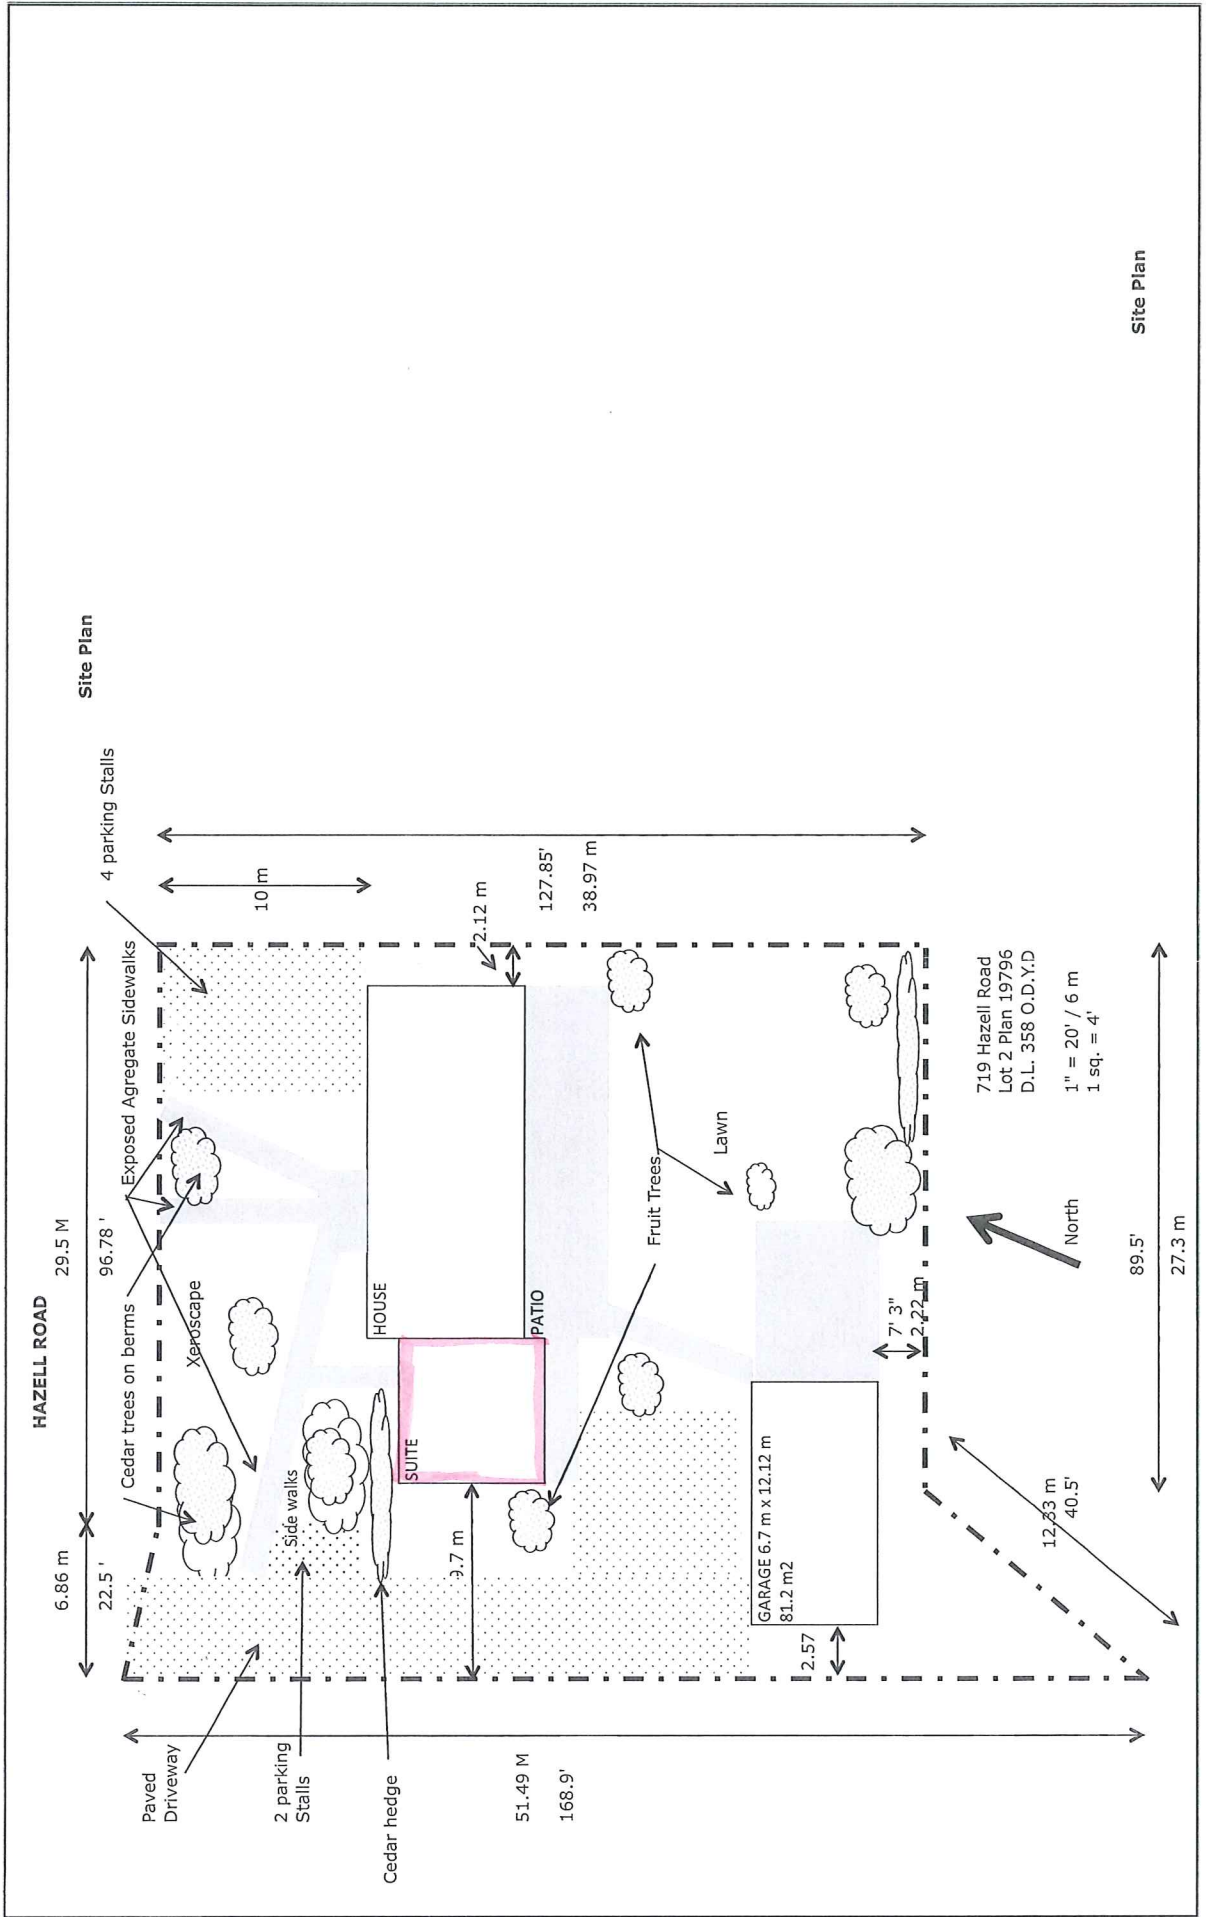 HAZELL ROAD
6.86 m
22.5'
29.5 M
96.78 '
Site Plan
Paved
Driveway
Cedar trees on berms
Exposed Agregate Sidewalks
4 parking Stalls
Xeroscape
10 m
2 parking
Stalls
Side walks
Cedar hedge
HOUSE
SUITE
PATIO
9.7 m
2.12 m
127.85'
38.97 m
51.49 M
168.9'
Fruit Trees
Lawn
GARAGE 6.7 m x 12.12 m
81.2 m2
2.57
7' 3"
2.22 m
719 Hazell Road
Lot 2 Plan 19796
D.L. 358 O.D.Y.D
1" = 20' / 6 m
1 sq. = 4'
North
12.33 m
40.5'
89.5'
27.3 m
Site Plan